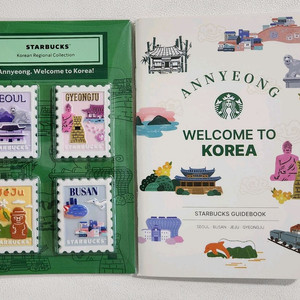 STARBUCKS
Korean Regional Collection
Annyeong. Welcome to Korea!
SEOUL
STARBUCKS
GYEONGJU
STARBUCKS
JEJU
STARBUCKS
BUSAN
STARBUCKS
ANNYEONG
WELCOME TO
KOREA
STARBUCKS GUIDEBOOK
SEOUL · BUSAN · JEJU · GYEONGJU